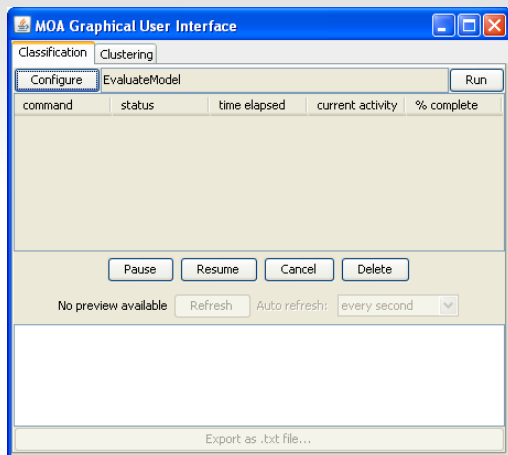 MOA Graphical User Interface
Classification Clustering
Configure EvaluateModel Run
command status time elapsed current activity % complete
Pause Resume Cancel Delete
No preview available Refresh Auto refresh: every second
Export as .txt file...